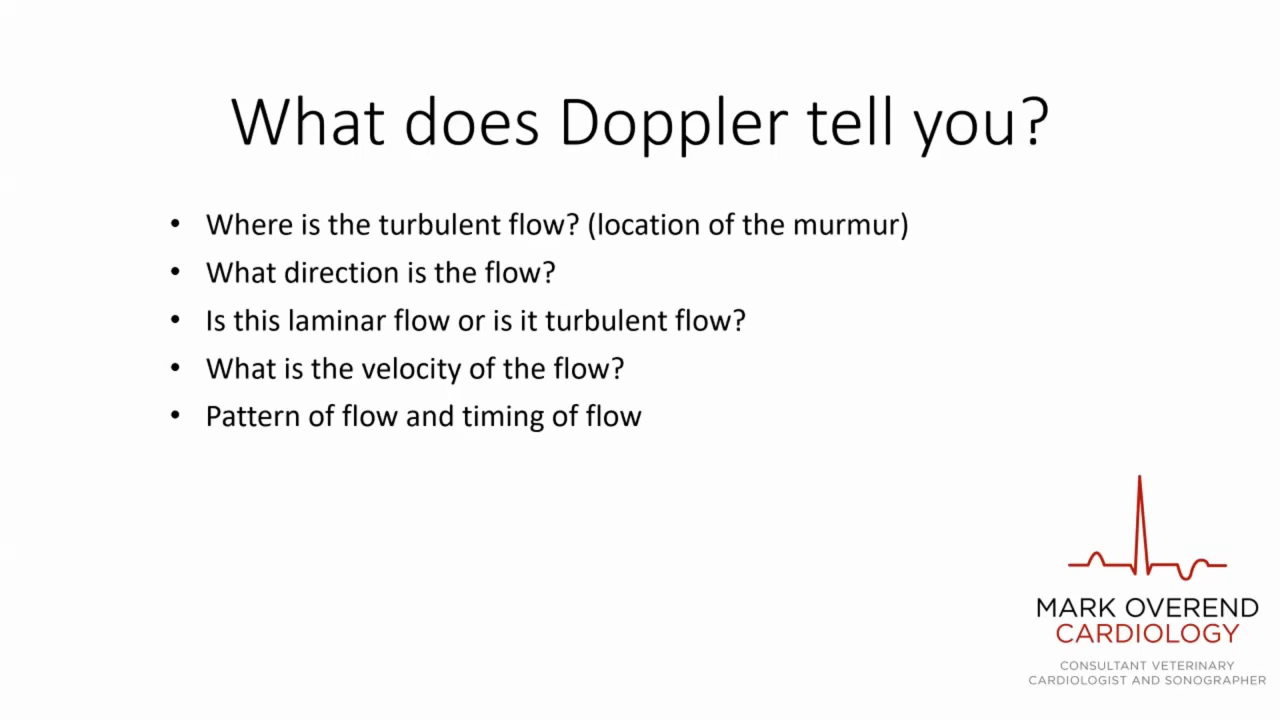 What does Doppler tell you?
• Where is the turbulent flow? (location of the murmur)
• What direction is the flow?
• Is this laminar flow or is it turbulent flow?
• What is the velocity of the flow?
• Pattern of flow and timing of flow
MARK OVEREND
CARDIOLOGY
CONSULTANT VETERINARY
CARDIOLOGIST AND SONOGRAPHER